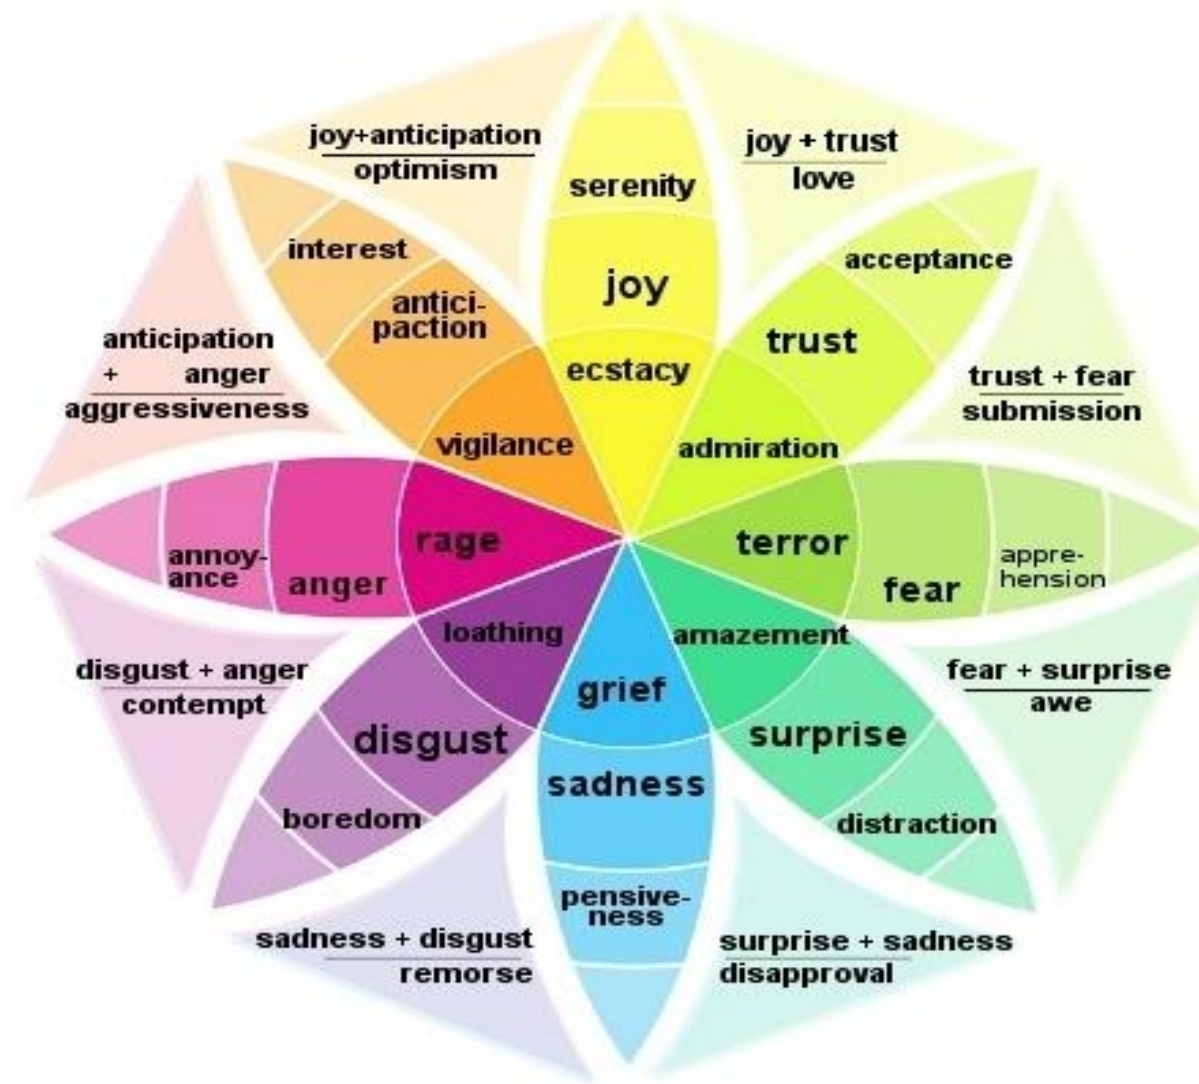 joy+anticipation
optimism
joy + trust
love
serenity
interest
acceptance
joy
antici-
paction
trust
anticipation
+ anger
aggressiveness
ecstacy
trust + fear
submission
vigilance
admiration
rage
terror
annoy-
ance
anger
fear
appre-
hension
loathing
amazement
disgust + anger
contempt
grief
fear + surprise
awe
disgust
surprise
sadness
boredom
distraction
pensive-
ness
sadness + disgust
remorse
surprise + sadness
disapproval